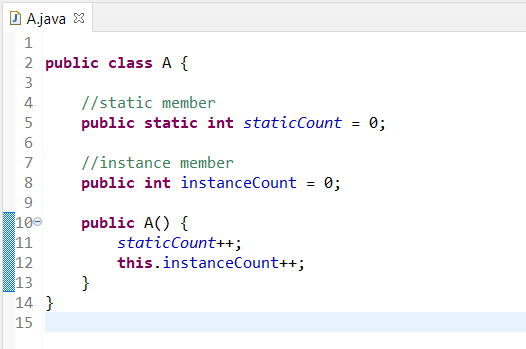 A.java
1
2 public class A {
3
4 //static member
5 public static int staticCount = 0;
6
7 //instance member
8 public int instanceCount = 0;
9
10 public A() {
11 staticCount++;
12 this.instanceCount++;
13 }
14 }
15